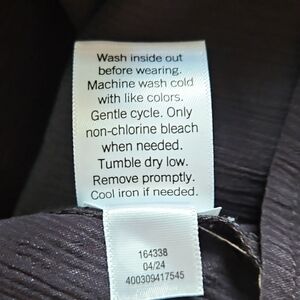 Wash inside out
before wearing.
Machine wash cold
with like colors.
Gentle cycle. Only
non-chlorine bleach
when needed.
Tumble dry low.
Remove promptly.
Cool iron if needed.
164338
04/24
400309417545